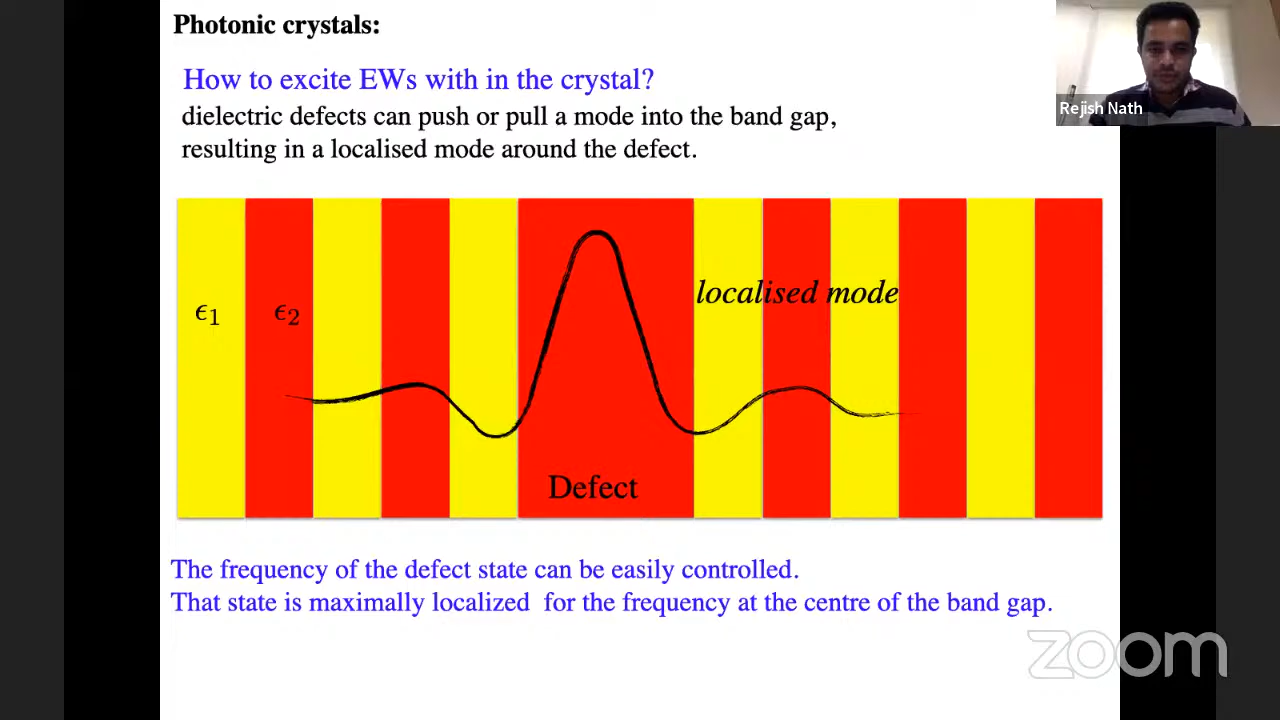 Photonic crystals:
How to excite EWs with in the crystal?
dielectric defects can push or pull a mode into the band gap,
resulting in a localised mode around the defect.
Rejish Nath
localised mode
ϵ1 ϵ2
Defect
The frequency of the defect state can be easily controlled.
That state is maximally localized for the frequency at the centre of the band gap.
zoom